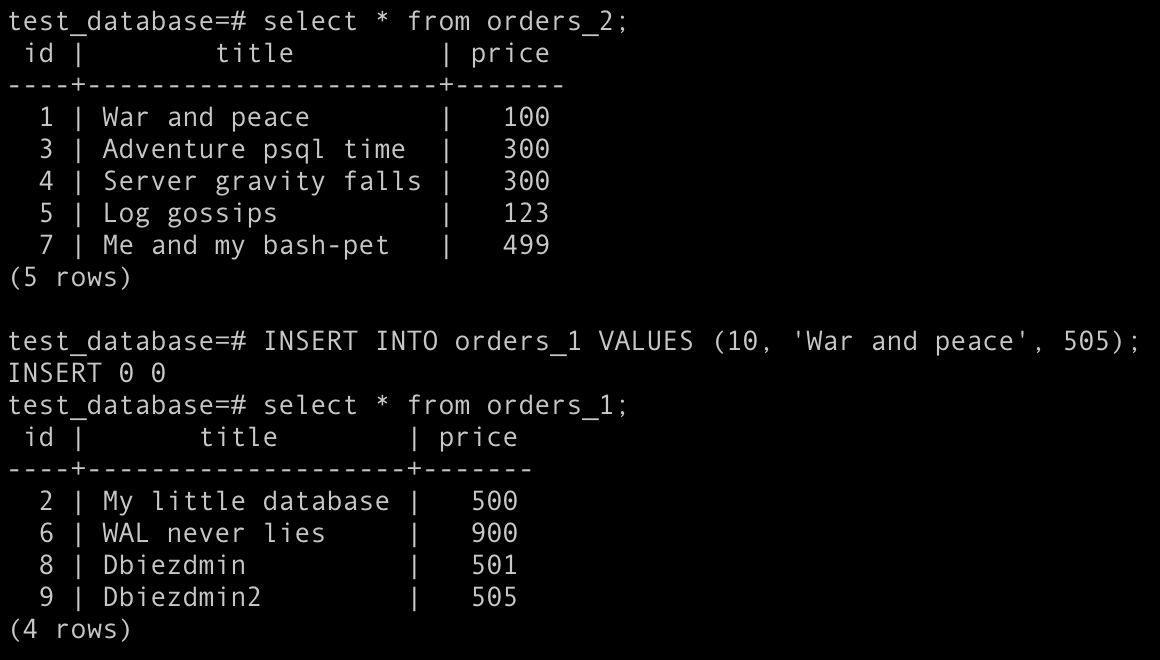 test_database=# select * from orders_2;
 id |        title         | price
----+----------------------+-------
  1 | War and peace        |   100
  3 | Adventure psql time  |   300
  4 | Server gravity falls |   300
  5 | Log gossips          |   123
  7 | Me and my bash-pet   |   499
(5 rows)

test_database=# INSERT INTO orders_1 VALUES (10, 'War and peace', 505);
INSERT 0 0
test_database=# select * from orders_1;
 id |       title        | price
----+--------------------+-------
  2 | My little database |   500
  6 | WAL never lies     |   900
  8 | Dbiezdmin          |   501
  9 | Dbiezdmin2         |   505
(4 rows)